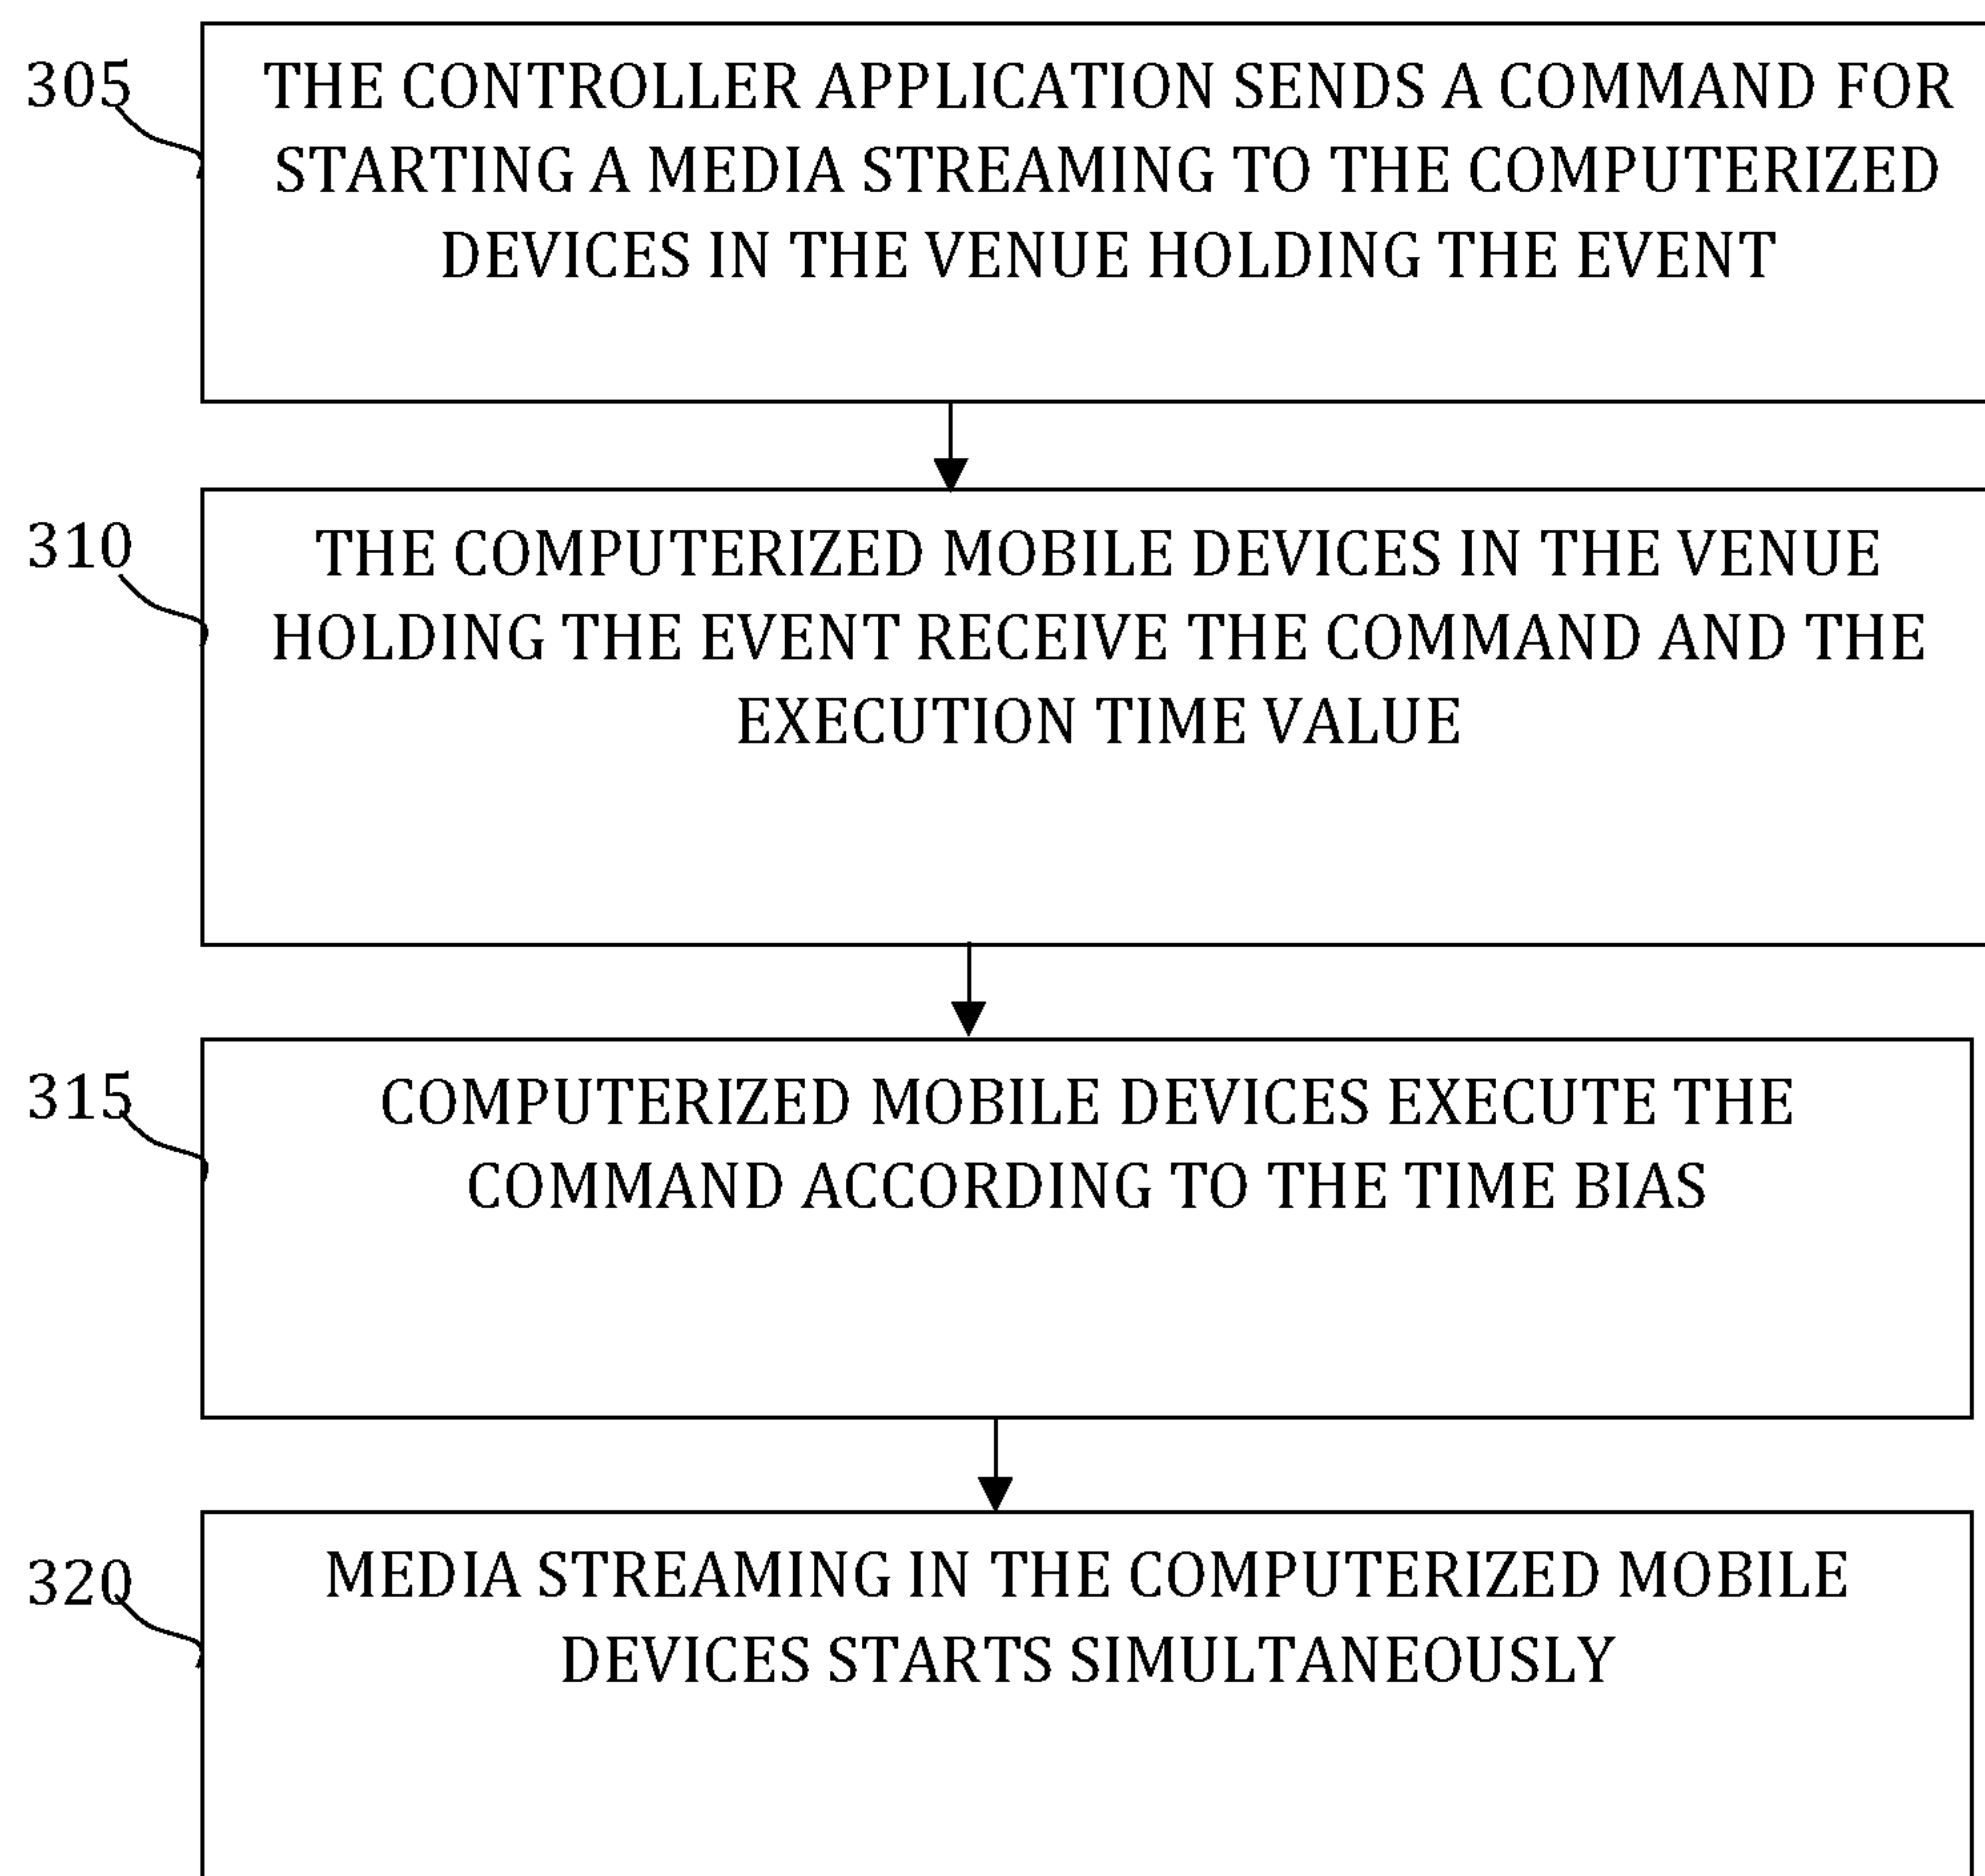 305
THE CONTROLLER APPLICATION SENDS A COMMAND FOR
STARTING A MEDIA STREAMING TO THE COMPUTERIZED
DEVICES IN THE VENUE HOLDING THE EVENT
310
THE COMPUTERIZED MOBILE DEVICES IN THE VENUE
HOLDING THE EVENT RECEIVE THE COMMAND AND THE
EXECUTION TIME VALUE
315
COMPUTERIZED MOBILE DEVICES EXECUTE THE
COMMAND ACCORDING TO THE TIME BIAS
320
MEDIA STREAMING IN THE COMPUTERIZED MOBILE
DEVICES STARTS SIMULTANEOUSLY